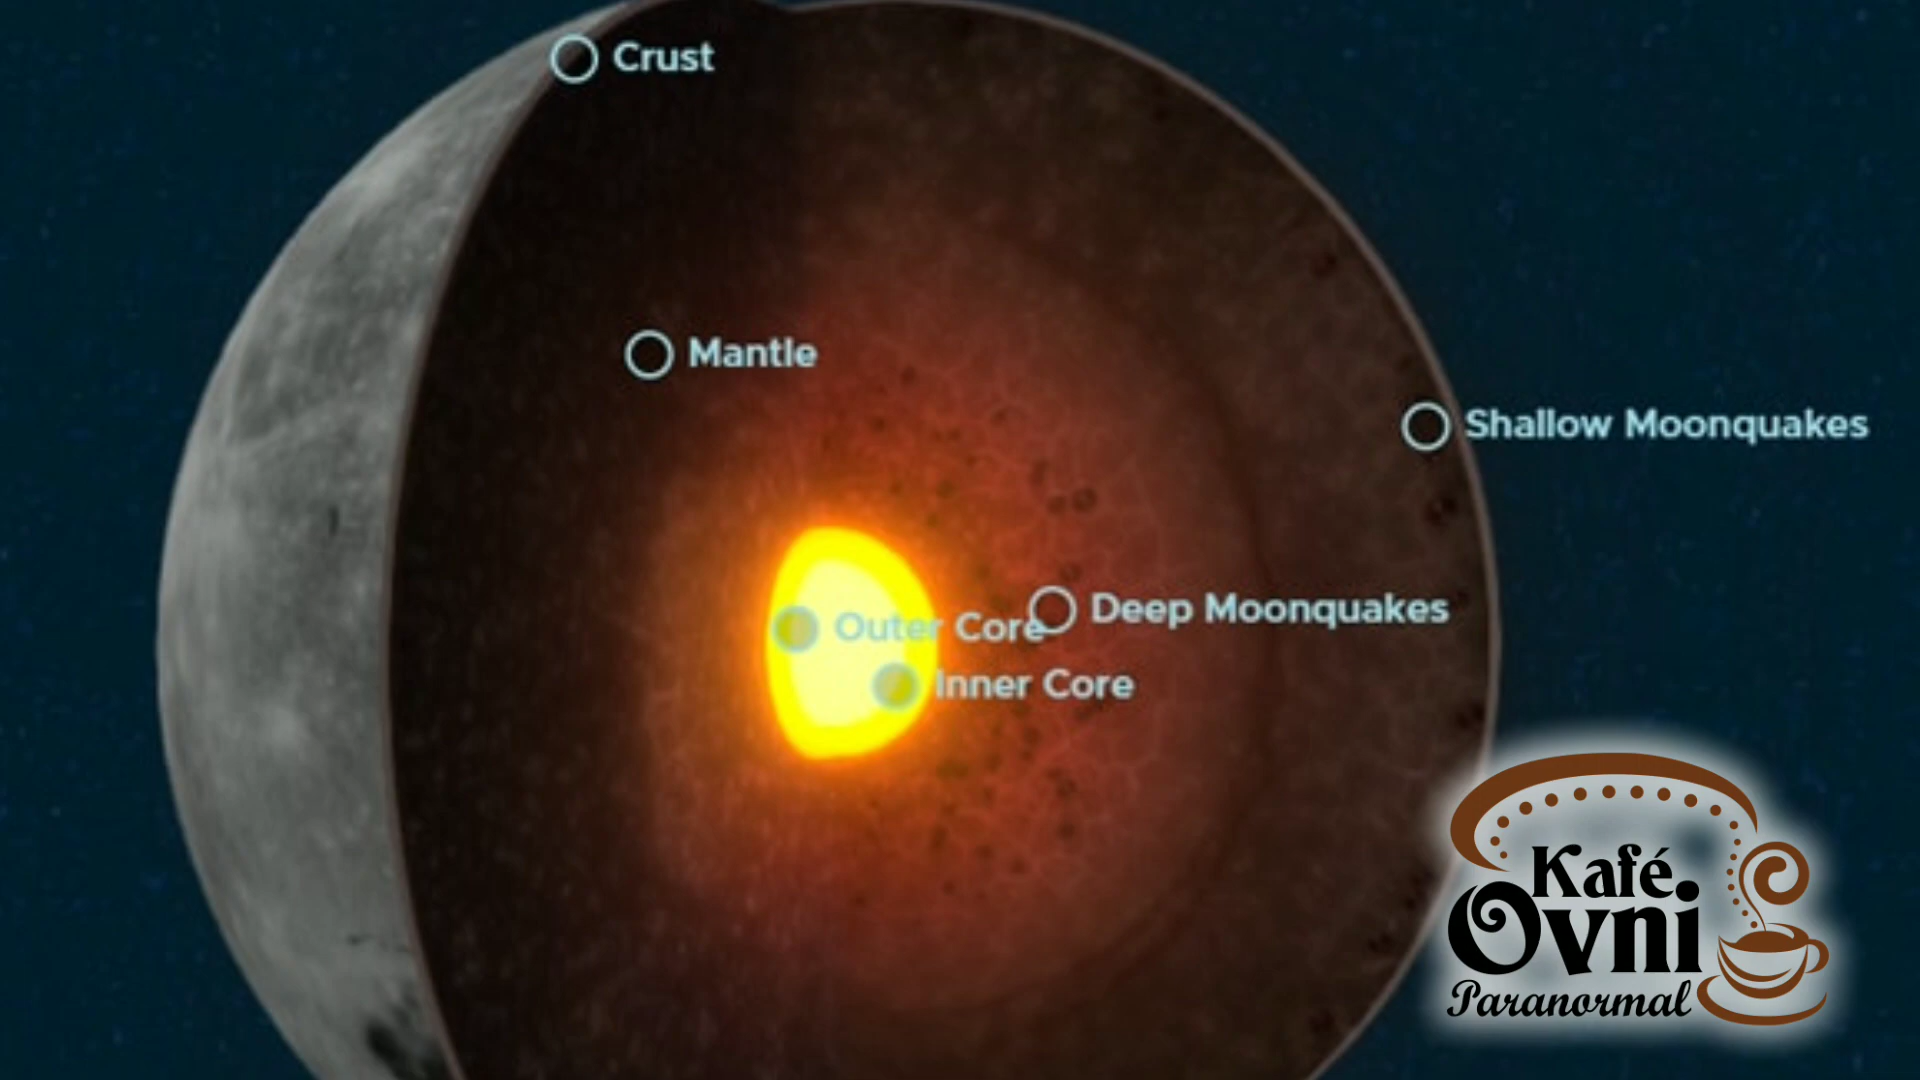 Crust
Mantle
Shallow Moonquakes
Deep Moonquakes
Outer Core
Inner Core
Kafé
Ovni
Paranormal